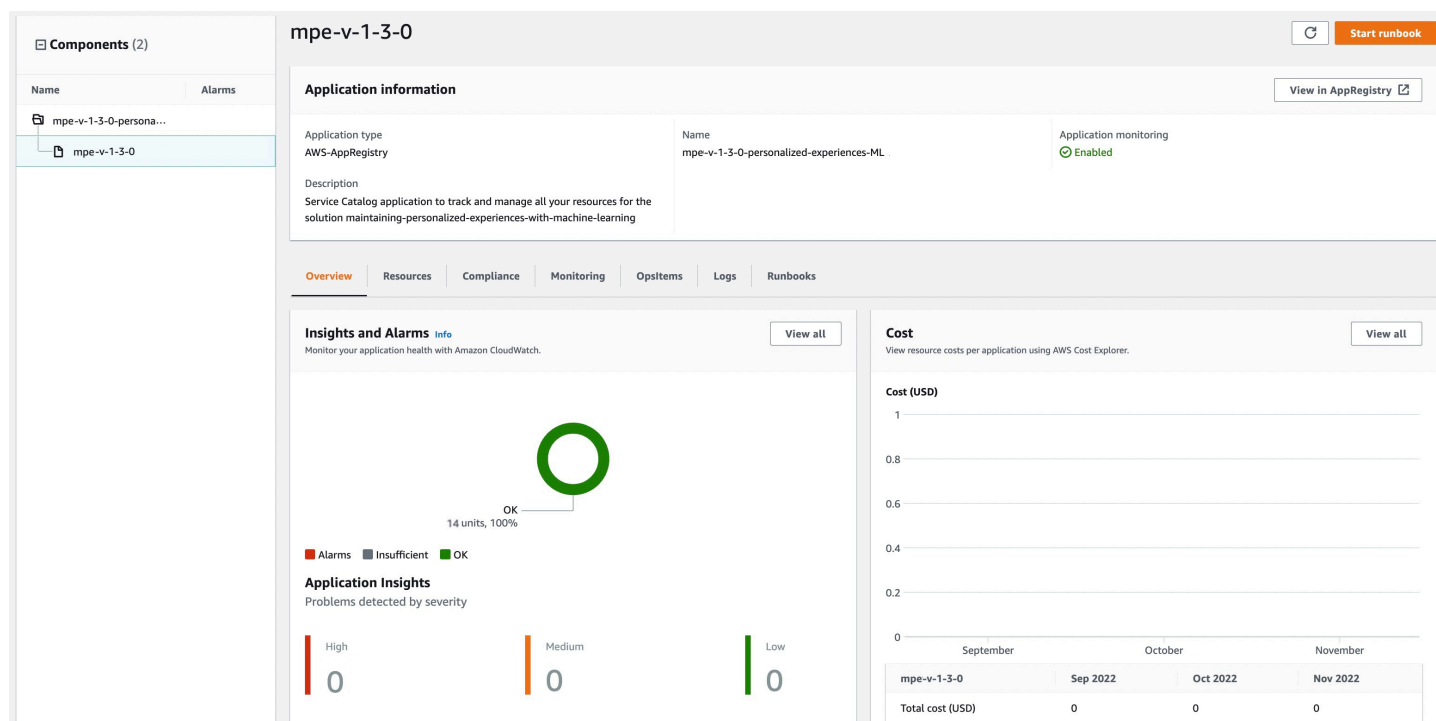 Components (2)
Name Alarms
mpe-v-1-3-0-persona...
mpe-v-1-3-0
mpe-v-1-3-0
Start runbook
Application information
View in AppRegistry
Application type
AWS-AppRegistry
Name
mpe-v-1-3-0-personalized-experiences-ML
Application monitoring
Enabled
Description
Service Catalog application to track and manage all your resources for the
solution maintaining-personalized-experiences-with-machine-learning
Overview Resources Compliance Monitoring OpsItems Logs Runbooks
Insights and Alarms Info
Monitor your application health with Amazon CloudWatch.
View all
OK
14 units, 100%
Alarms Insufficient OK
Application Insights
Problems detected by severity
High Medium Low
0 0 0
Cost
View resource costs per application using AWS Cost Explorer.
View all
Cost (USD)
1
0.8
0.6
0.4
0.2
0
September October November
mpe-v-1-3-0 Sep 2022 Oct 2022 Nov 2022
Total cost (USD) 0 0 0